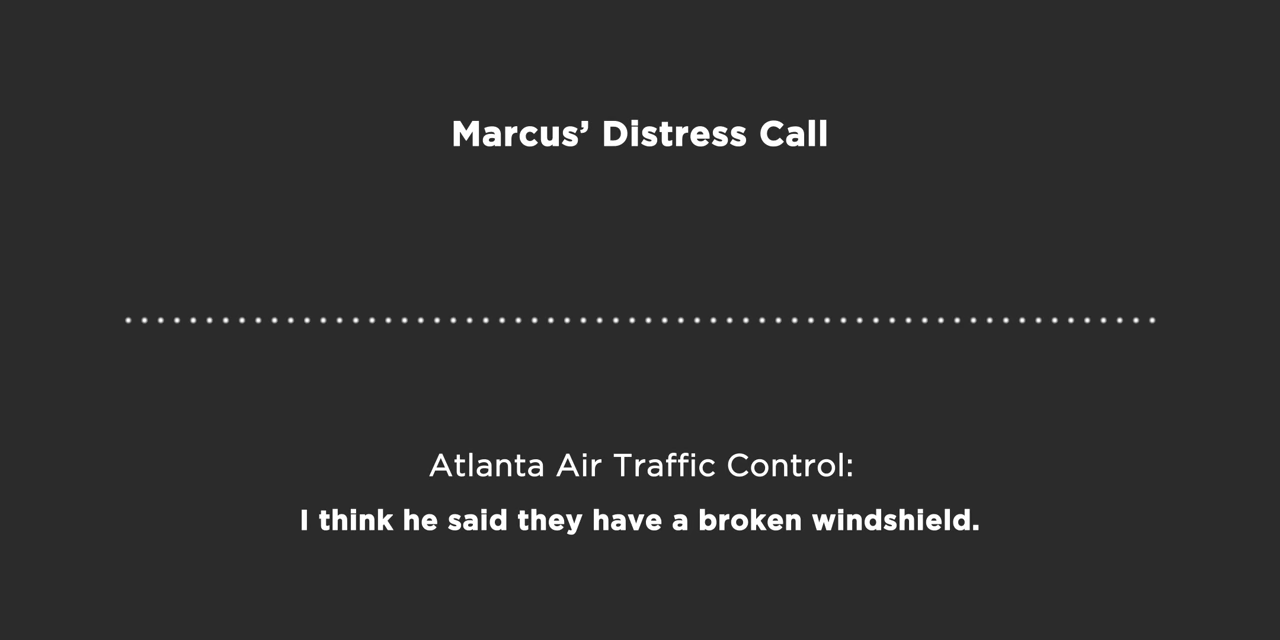 Marcus’ Distress Call
Atlanta Air Traffic Control:
I think he said they have a broken windshield.